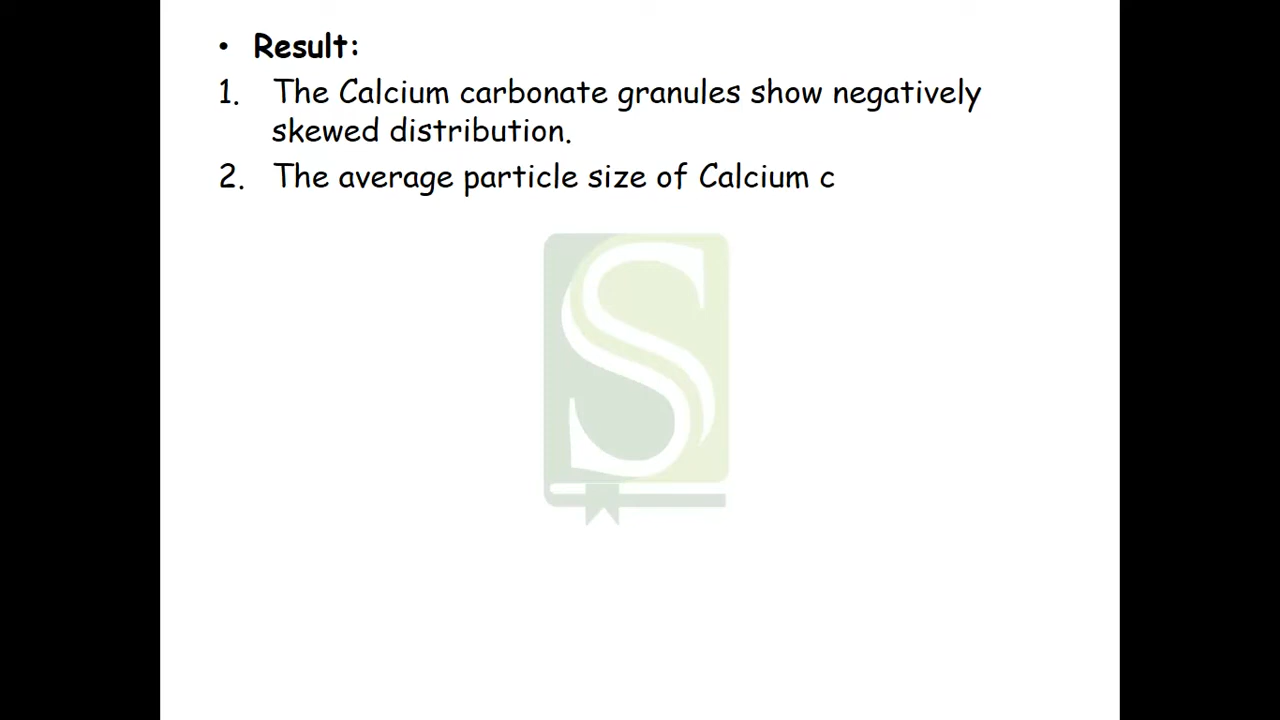 • Result:
1. The Calcium carbonate granules show negatively
skewed distribution.
2. The average particle size of Calcium c